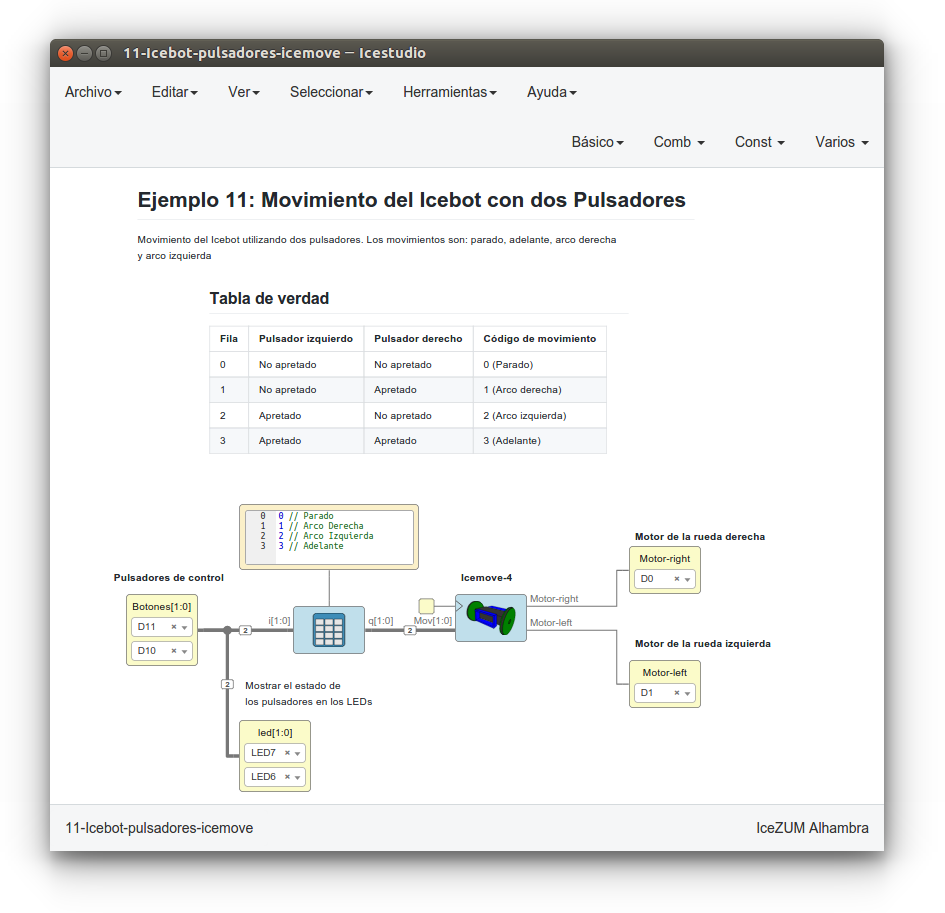 11-Icebot-pulsadores-icemove — Icestudio
Archivo Editar Ver Seleccionar Herramientas Ayuda
Básico Comb Const Varios
Ejemplo 11: Movimiento del Icebot con dos Pulsadores
Movimiento del Icebot utilizando dos pulsadores. Los movimientos son: parado, adelante, arco derecha
y arco izquierda
Tabla de verdad
Fila Pulsador izquierdo Pulsador derecho Código de movimiento
0 No apretado No apretado 0 (Parado)
1 No apretado Apretado 1 (Arco derecha)
2 Apretado No apretado 2 (Arco izquierda)
3 Apretado Apretado 3 (Adelante)
0 0 // Parado
1 1 // Arco Derecha
2 2 // Arco Izquierda
3 3 // Adelante
Pulsadores de control
Botones[1:0]
D11
D10
2
i[1:0]
q[1:0]
2
Icemove-4
Mov[1:0]
Motor-right
Motor-left
Motor de la rueda derecha
Motor-right
D0
Motor de la rueda izquierda
Motor-left
D1
2
Mostrar el estado de
los pulsadores en los LEDs
led[1:0]
LED7
LED6
11-Icebot-pulsadores-icemove
IceZUM Alhambra